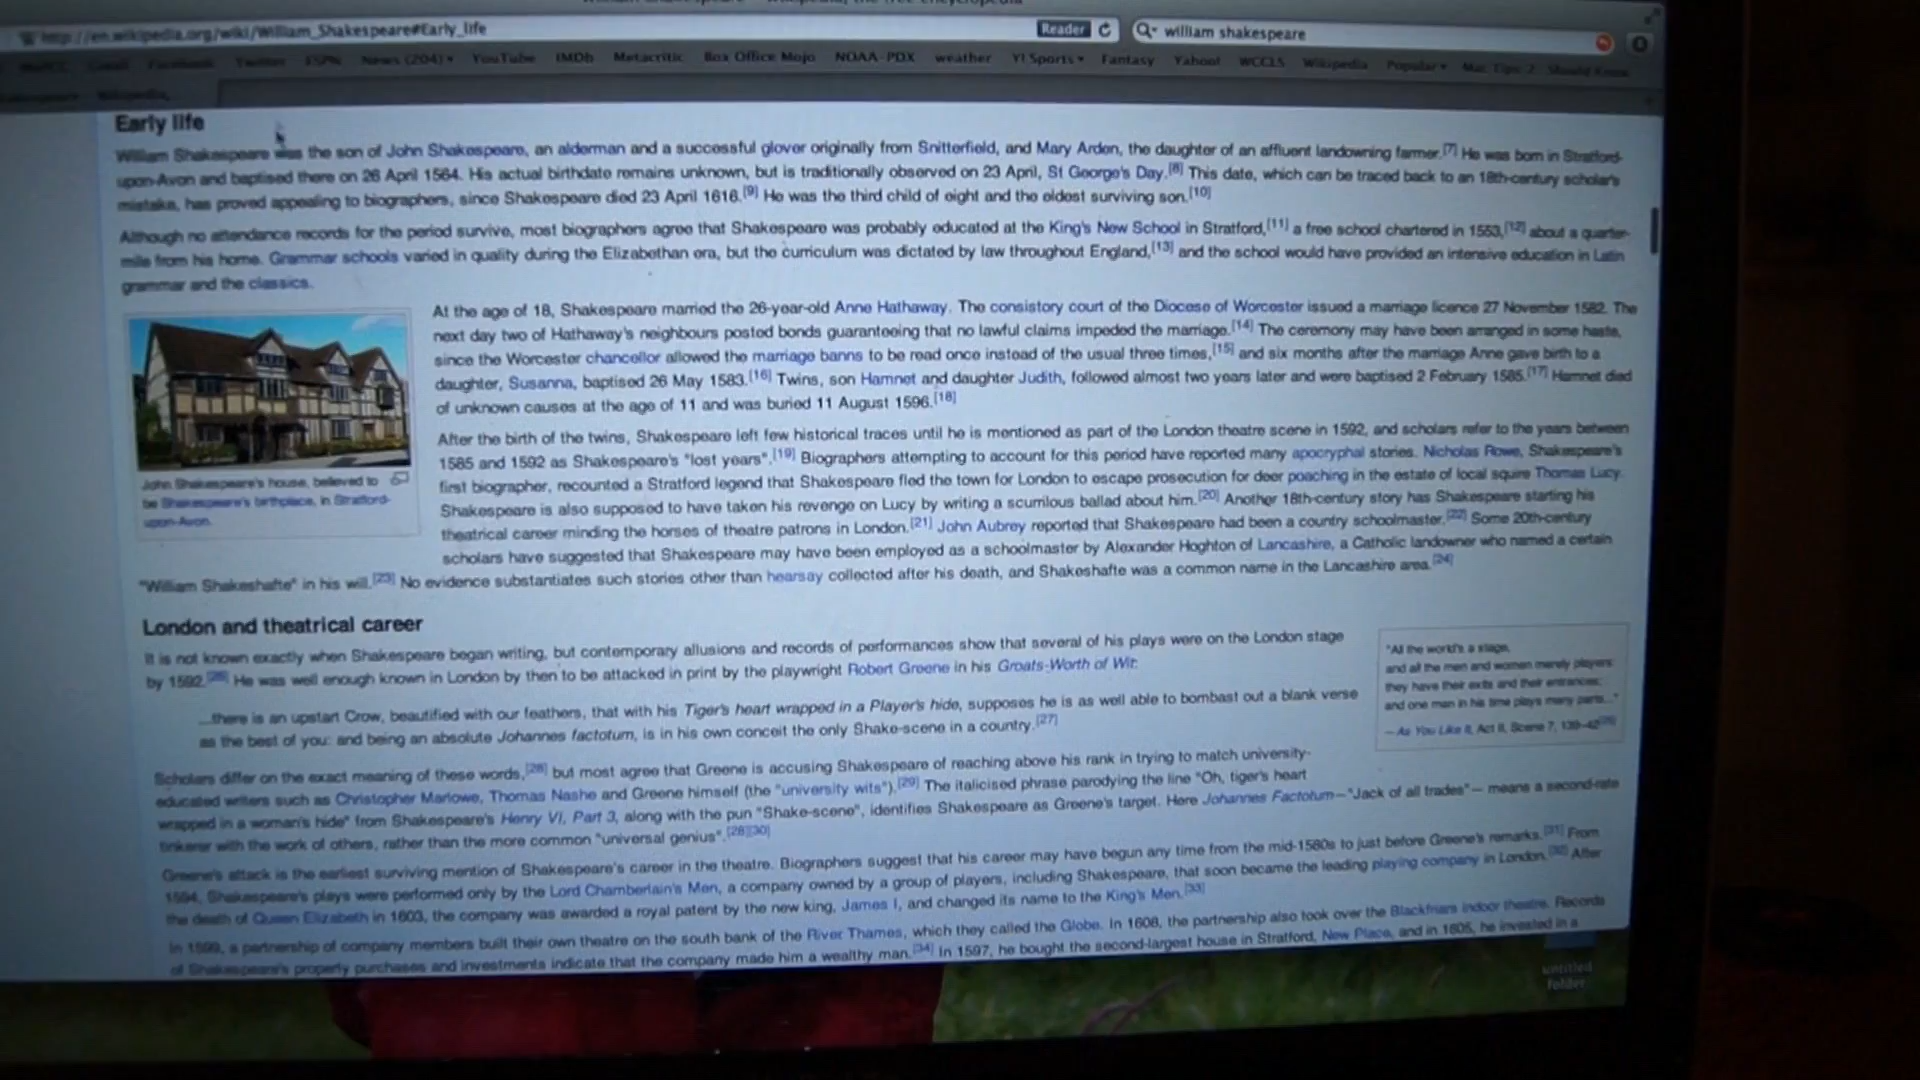 http://en.wikipedia.org/wiki/William_Shakespeare#Early_life
Reader
william shakespeare
Gmail Facebook Twitter ESPN News (204) YouTube IMDb Metacritic Box Office Mojo NOAA-PDX weather Y! Sports Fantasy Yahoo! WCCLS Wikipedia Popular
Early life
William Shakespeare was the son of John Shakespeare, an alderman and a successful glover originally from Snitterfield, and Mary Arden, the daughter of an affluent landowning farmer.[7] He was born in Stratford-
upon-Avon and baptised there on 26 April 1564. His actual birthdate remains unknown, but is traditionally observed on 23 April, St George's Day.[8] This date, which can be traced back to an 18th-century scholar's
mistake, has proved appealing to biographers, since Shakespeare died 23 April 1616.[9] He was the third child of eight and the eldest surviving son.[10]
Although no attendance records for the period survive, most biographers agree that Shakespeare was probably educated at the King's New School in Stratford,[11] a free school chartered in 1553,[12] about a quarter-
mile from his home. Grammar schools varied in quality during the Elizabethan era, but the curriculum was dictated by law throughout England,[13] and the school would have provided an intensive education in Latin
grammar and the classics.
At the age of 18, Shakespeare married the 26-year-old Anne Hathaway. The consistory court of the Diocese of Worcester issued a marriage licence 27 November 1582. The
next day two of Hathaway's neighbours posted bonds guaranteeing that no lawful claims impeded the marriage.[14] The ceremony may have been arranged in some haste,
since the Worcester chancellor allowed the marriage banns to be read once instead of the usual three times,[15] and six months after the marriage Anne gave birth to a
daughter, Susanna, baptised 26 May 1583.[16] Twins, son Hamnet and daughter Judith, followed almost two years later and were baptised 2 February 1585.[17] Hamnet died
of unknown causes at the age of 11 and was buried 11 August 1596.[18]
John Shakespeare's house, believed to
be Shakespeare's birthplace, in Stratford-
upon-Avon.
After the birth of the twins, Shakespeare left few historical traces until he is mentioned as part of the London theatre scene in 1592, and scholars refer to the years between
1585 and 1592 as Shakespeare's "lost years".[19] Biographers attempting to account for this period have reported many apocryphal stories. Nicholas Rowe, Shakespeare's
first biographer, recounted a Stratford legend that Shakespeare fled the town for London to escape prosecution for deer poaching in the estate of local squire Thomas Lucy.
Shakespeare is also supposed to have taken his revenge on Lucy by writing a scurrilous ballad about him.[20] Another 18th-century story has Shakespeare starting his
theatrical career minding the horses of theatre patrons in London.[21] John Aubrey reported that Shakespeare had been a country schoolmaster.[22] Some 20th-century
scholars have suggested that Shakespeare may have been employed as a schoolmaster by Alexander Hoghton of Lancashire, a Catholic landowner who named a certain
"William Shakeshafte" in his will.[23] No evidence substantiates such stories other than hearsay collected after his death, and Shakeshafte was a common name in the Lancashire area.[24]
London and theatrical career
It is not known exactly when Shakespeare began writing, but contemporary allusions and records of performances show that several of his plays were on the London stage
by 1592. He was well enough known in London by then to be attacked in print by the playwright Robert Greene in his Groats-Worth of Wit:
...there is an upstart Crow, beautified with our feathers, that with his Tiger's heart wrapped in a Player's hide, supposes he is as well able to bombast out a blank verse
as the best of you: and being an absolute Johannes factotum, is in his own conceit the only Shake-scene in a country.[27]
"All the world's a stage,
and all the men and women merely players:
they have their exits and their entrances;
and one man in his time plays many parts..."
— As You Like It, Act II, Scene 7, 139–42
Scholars differ on the exact meaning of these words,[28] but most agree that Greene is accusing Shakespeare of reaching above his rank in trying to match university-
educated writers such as Christopher Marlowe, Thomas Nashe and Greene himself (the "university wits").[29] The italicised phrase parodying the line "Oh, tiger's heart
wrapped in a woman's hide" from Shakespeare's Henry VI, Part 3, along with the pun "Shake-scene", identifies Shakespeare as Greene's target. Here Johannes Factotum—"Jack of all trades"— means a second-rate
tinkerer with the work of others, rather than the more common "universal genius".[28][30]
Greene's attack is the earliest surviving mention of Shakespeare's career in the theatre. Biographers suggest that his career may have begun any time from the mid-1580s to just before Greene's remarks.[31] From
1594, Shakespeare's plays were performed only by the Lord Chamberlain's Men, a company owned by a group of players, including Shakespeare, that soon became the leading playing company in London.[32] After
the death of Queen Elizabeth in 1603, the company was awarded a royal patent by the new king, James I, and changed its name to the King's Men.[33]
In 1599, a partnership of company members built their own theatre on the south bank of the River Thames, which they called the Globe. In 1608, the partnership also took over the Blackfriars indoor theatre. Records
of Shakespeare's property purchases and investments indicate that the company made him a wealthy man.[34] In 1597, he bought the second-largest house in Stratford, New Place, and in 1605, he invested in a
untitled
folder